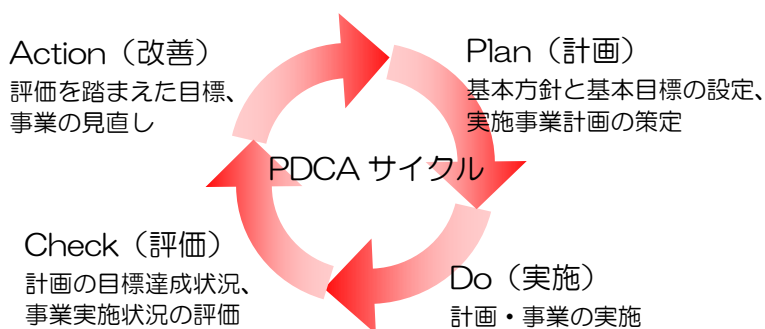 Action（改善）
評価を踏まえた目標、
事業の見直し
Plan（計画）
基本方針と基本目標の設定、
実施事業計画の策定
PDCA サイクル
Check（評価）
計画の目標達成状況、
事業実施状況の評価
Do（実施）
計画・事業の実施